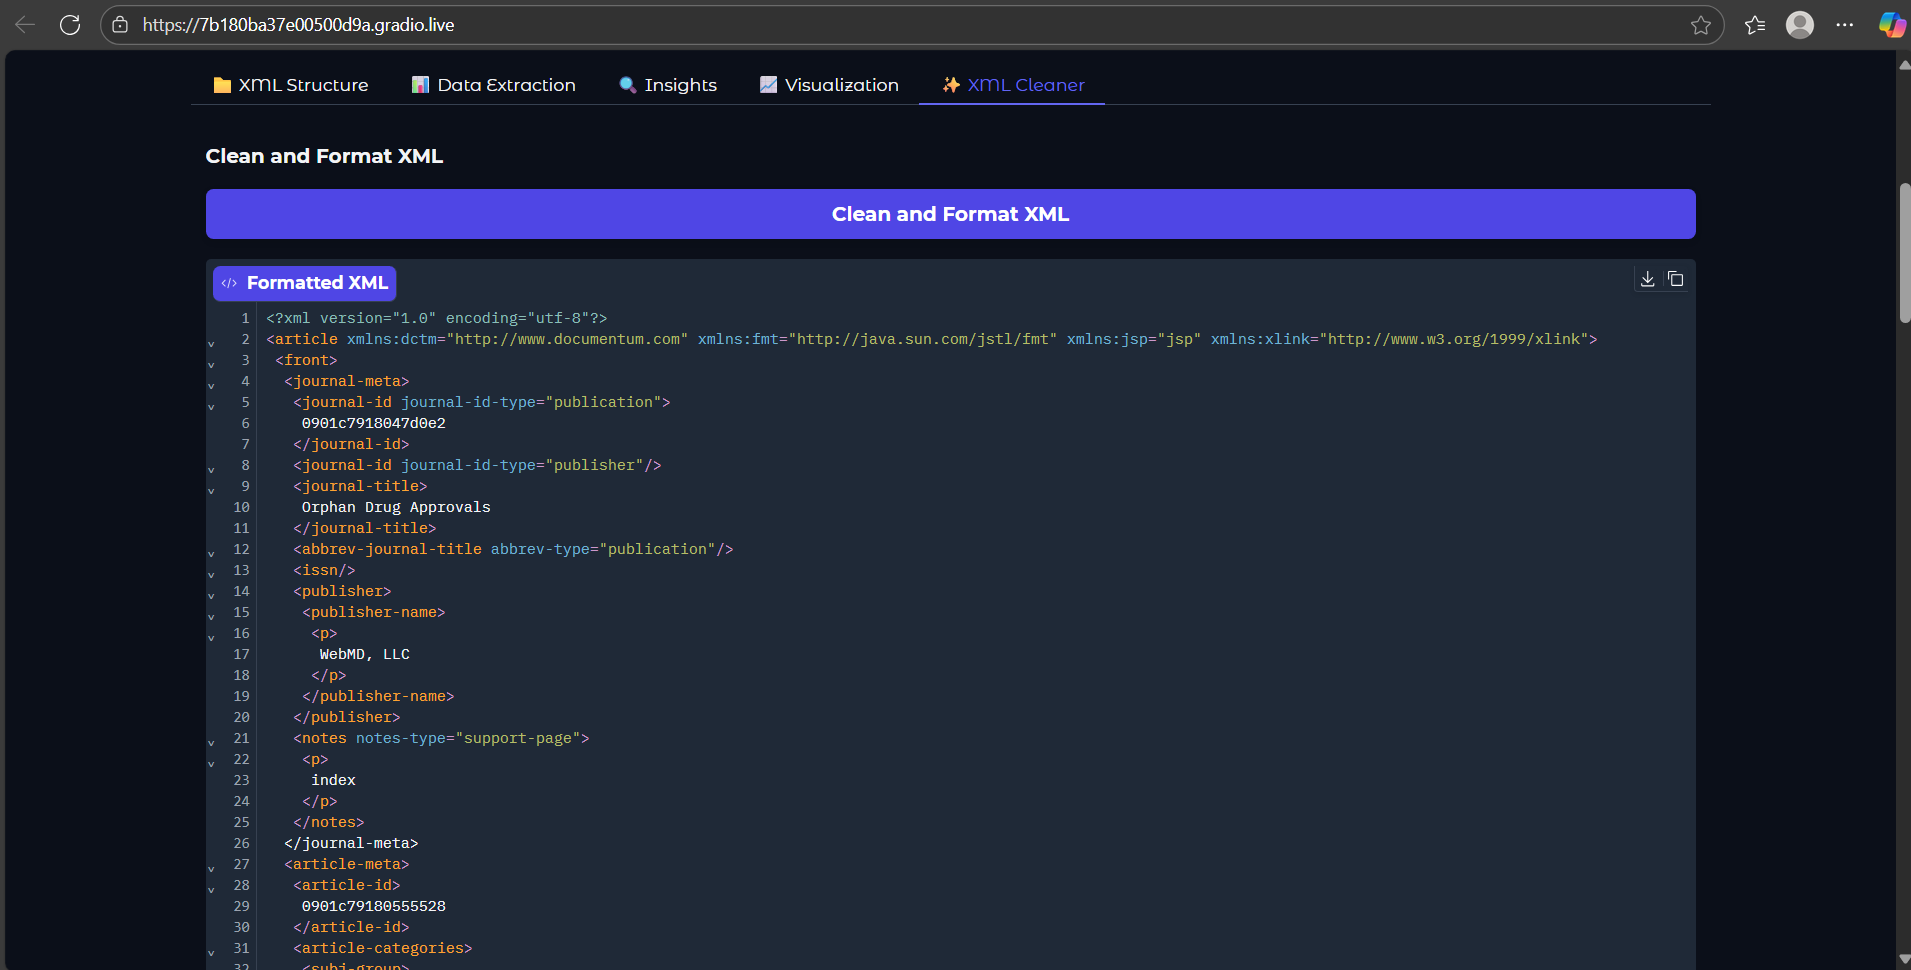 https://7b180ba37e00500d9a.gradio.live
XML Structure
Data Extraction
Insights
Visualization
XML Cleaner
Clean and Format XML
Clean and Format XML
</> Formatted XML
1 <?xml version="1.0" encoding="utf-8"?>
2 <article xmlns:dctm="http://www.documentum.com" xmlns:fmt="http://java.sun.com/jstl/fmt" xmlns:jsp="jsp" xmlns:xlink="http://www.w3.org/1999/xlink">
3 <front>
4 <journal-meta>
5 <journal-id journal-id-type="publication">
6 0901c7918047d0e2
7 </journal-id>
8 <journal-id journal-id-type="publisher"/>
9 <journal-title>
10 Orphan Drug Approvals
11 </journal-title>
12 <abbrev-journal-title abbrev-type="publication"/>
13 <issn/>
14 <publisher>
15 <publisher-name>
16 <p>
17 WebMD, LLC
18 </p>
19 </publisher-name>
20 </publisher>
21 <notes notes-type="support-page">
22 <p>
23 index
24 </p>
25 </notes>
26 </journal-meta>
27 <article-meta>
28 <article-id>
29 0901c79180555528
30 </article-id>
31 <article-categories>
32 <subj-group>